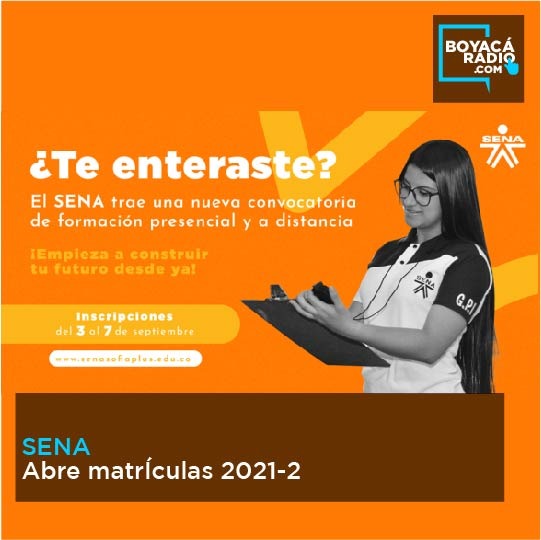 BOYACÁ
RADIO
.COM
SENA
¿Te enteraste?
El SENA trae una nueva convocatoria
de formación presencial y a distancia
¡Empieza a construir
tu futuro desde ya!
SENA
G.P.I
Inscripciones
del 3 al 7 de septiembre
www.senasofiaplus.edu.co
SENA
Abre matrÍculas 2021-2